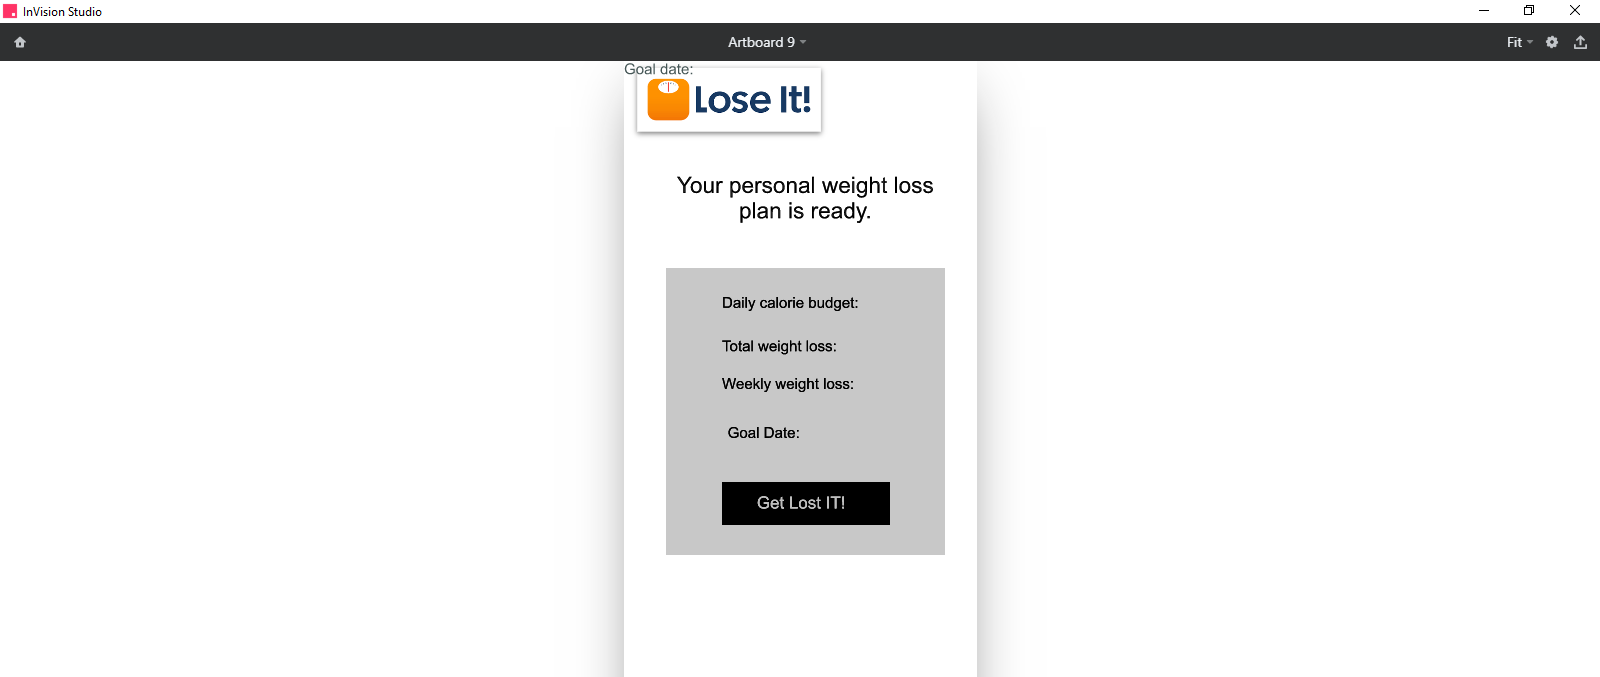 InVision Studio
Artboard 9
Fit
Goal date:
Lose It!
Your personal weight loss
plan is ready.
Daily calorie budget:
Total weight loss:
Weekly weight loss:
Goal Date:
Get Lost IT!